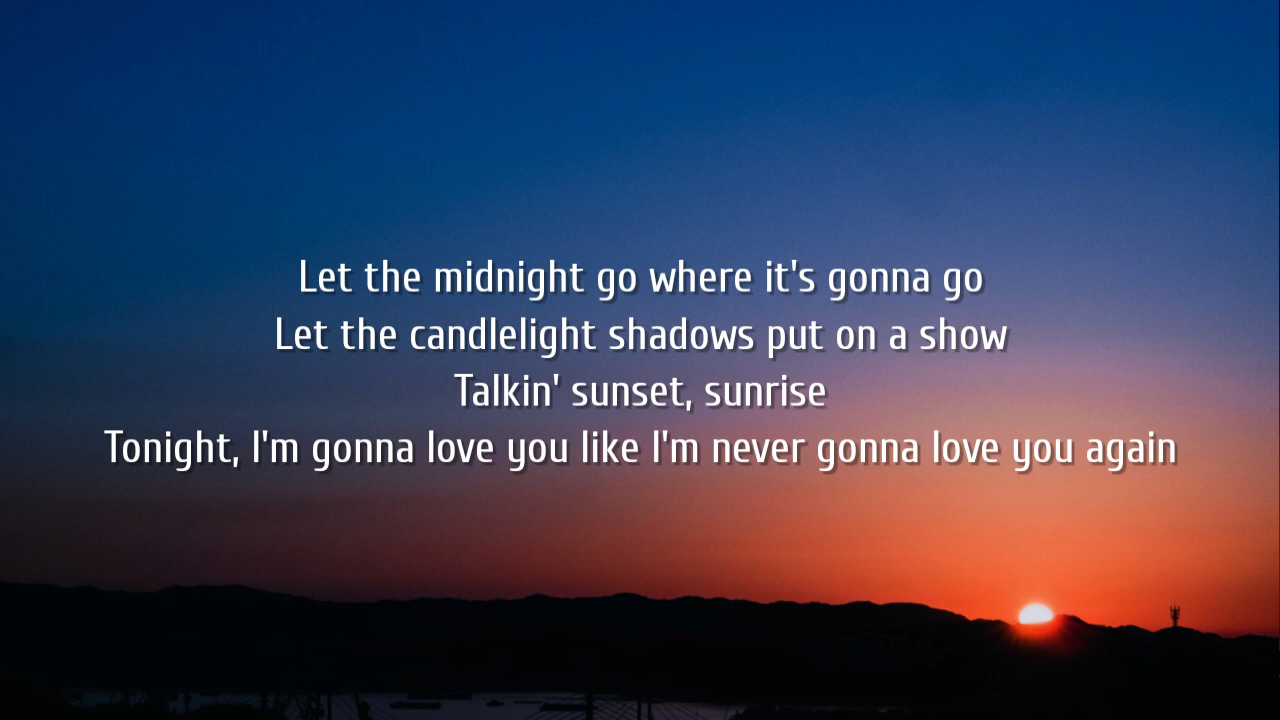 Let the midnight go where it's gonna go
Let the candlelight shadows put on a show
Talkin' sunset, sunrise
Tonight, I'm gonna love you like I'm never gonna love you again